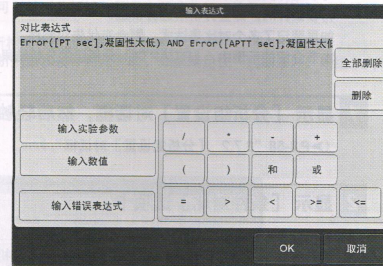 输入表达式
对比表达式
Error([PT sec],凝固性太低) AND Error([APTT sec],凝固性太低
全部删除
删除
输入实验参数
/ * - +
输入数值
( ) 和 或
输入错误表达式
= > < >= <=
OK 取消